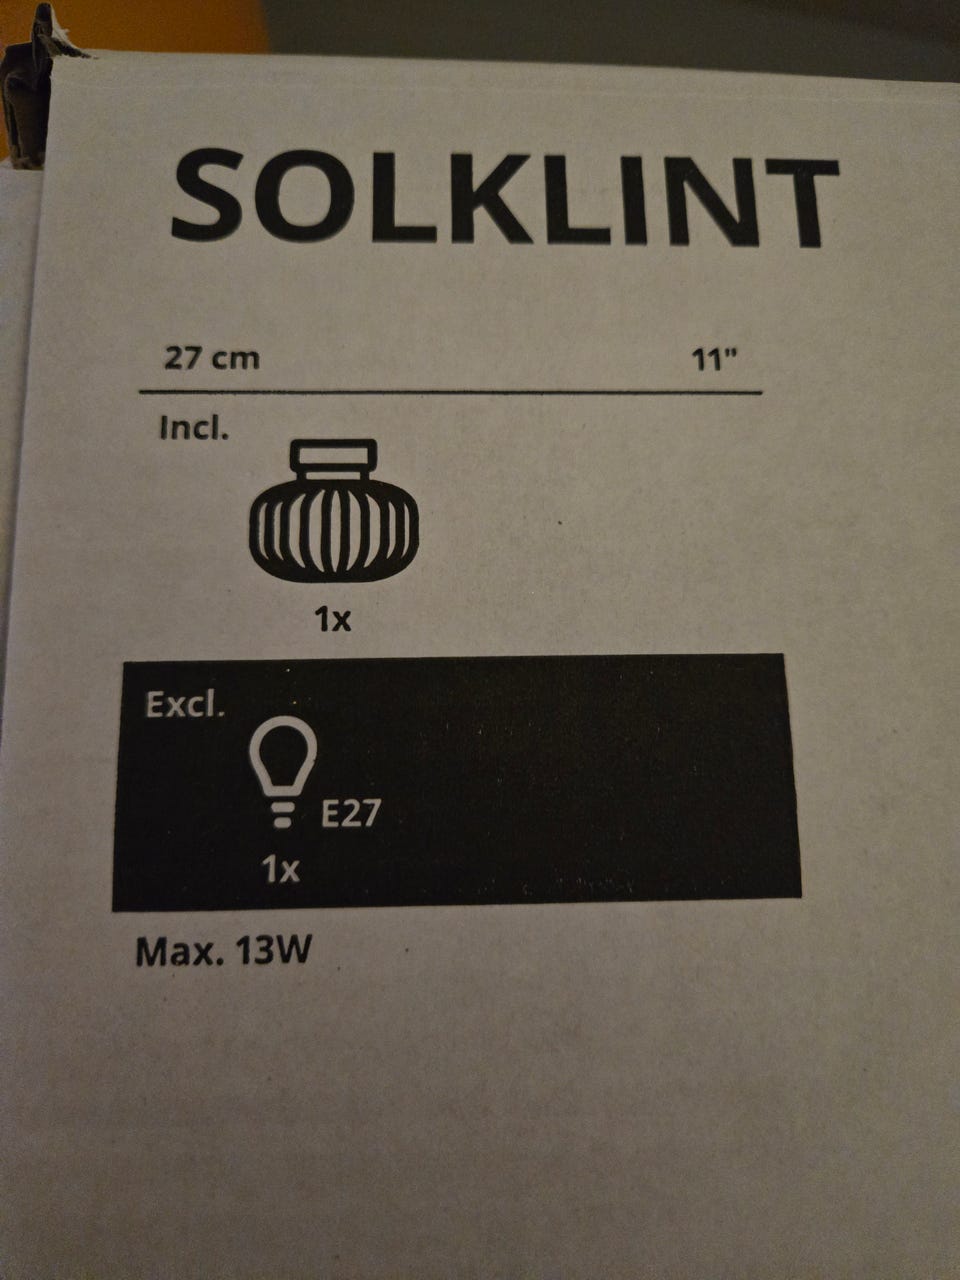 SOLKLINT
27 cm 11"
Incl.
1x
Excl.
E27
1x
Max. 13W